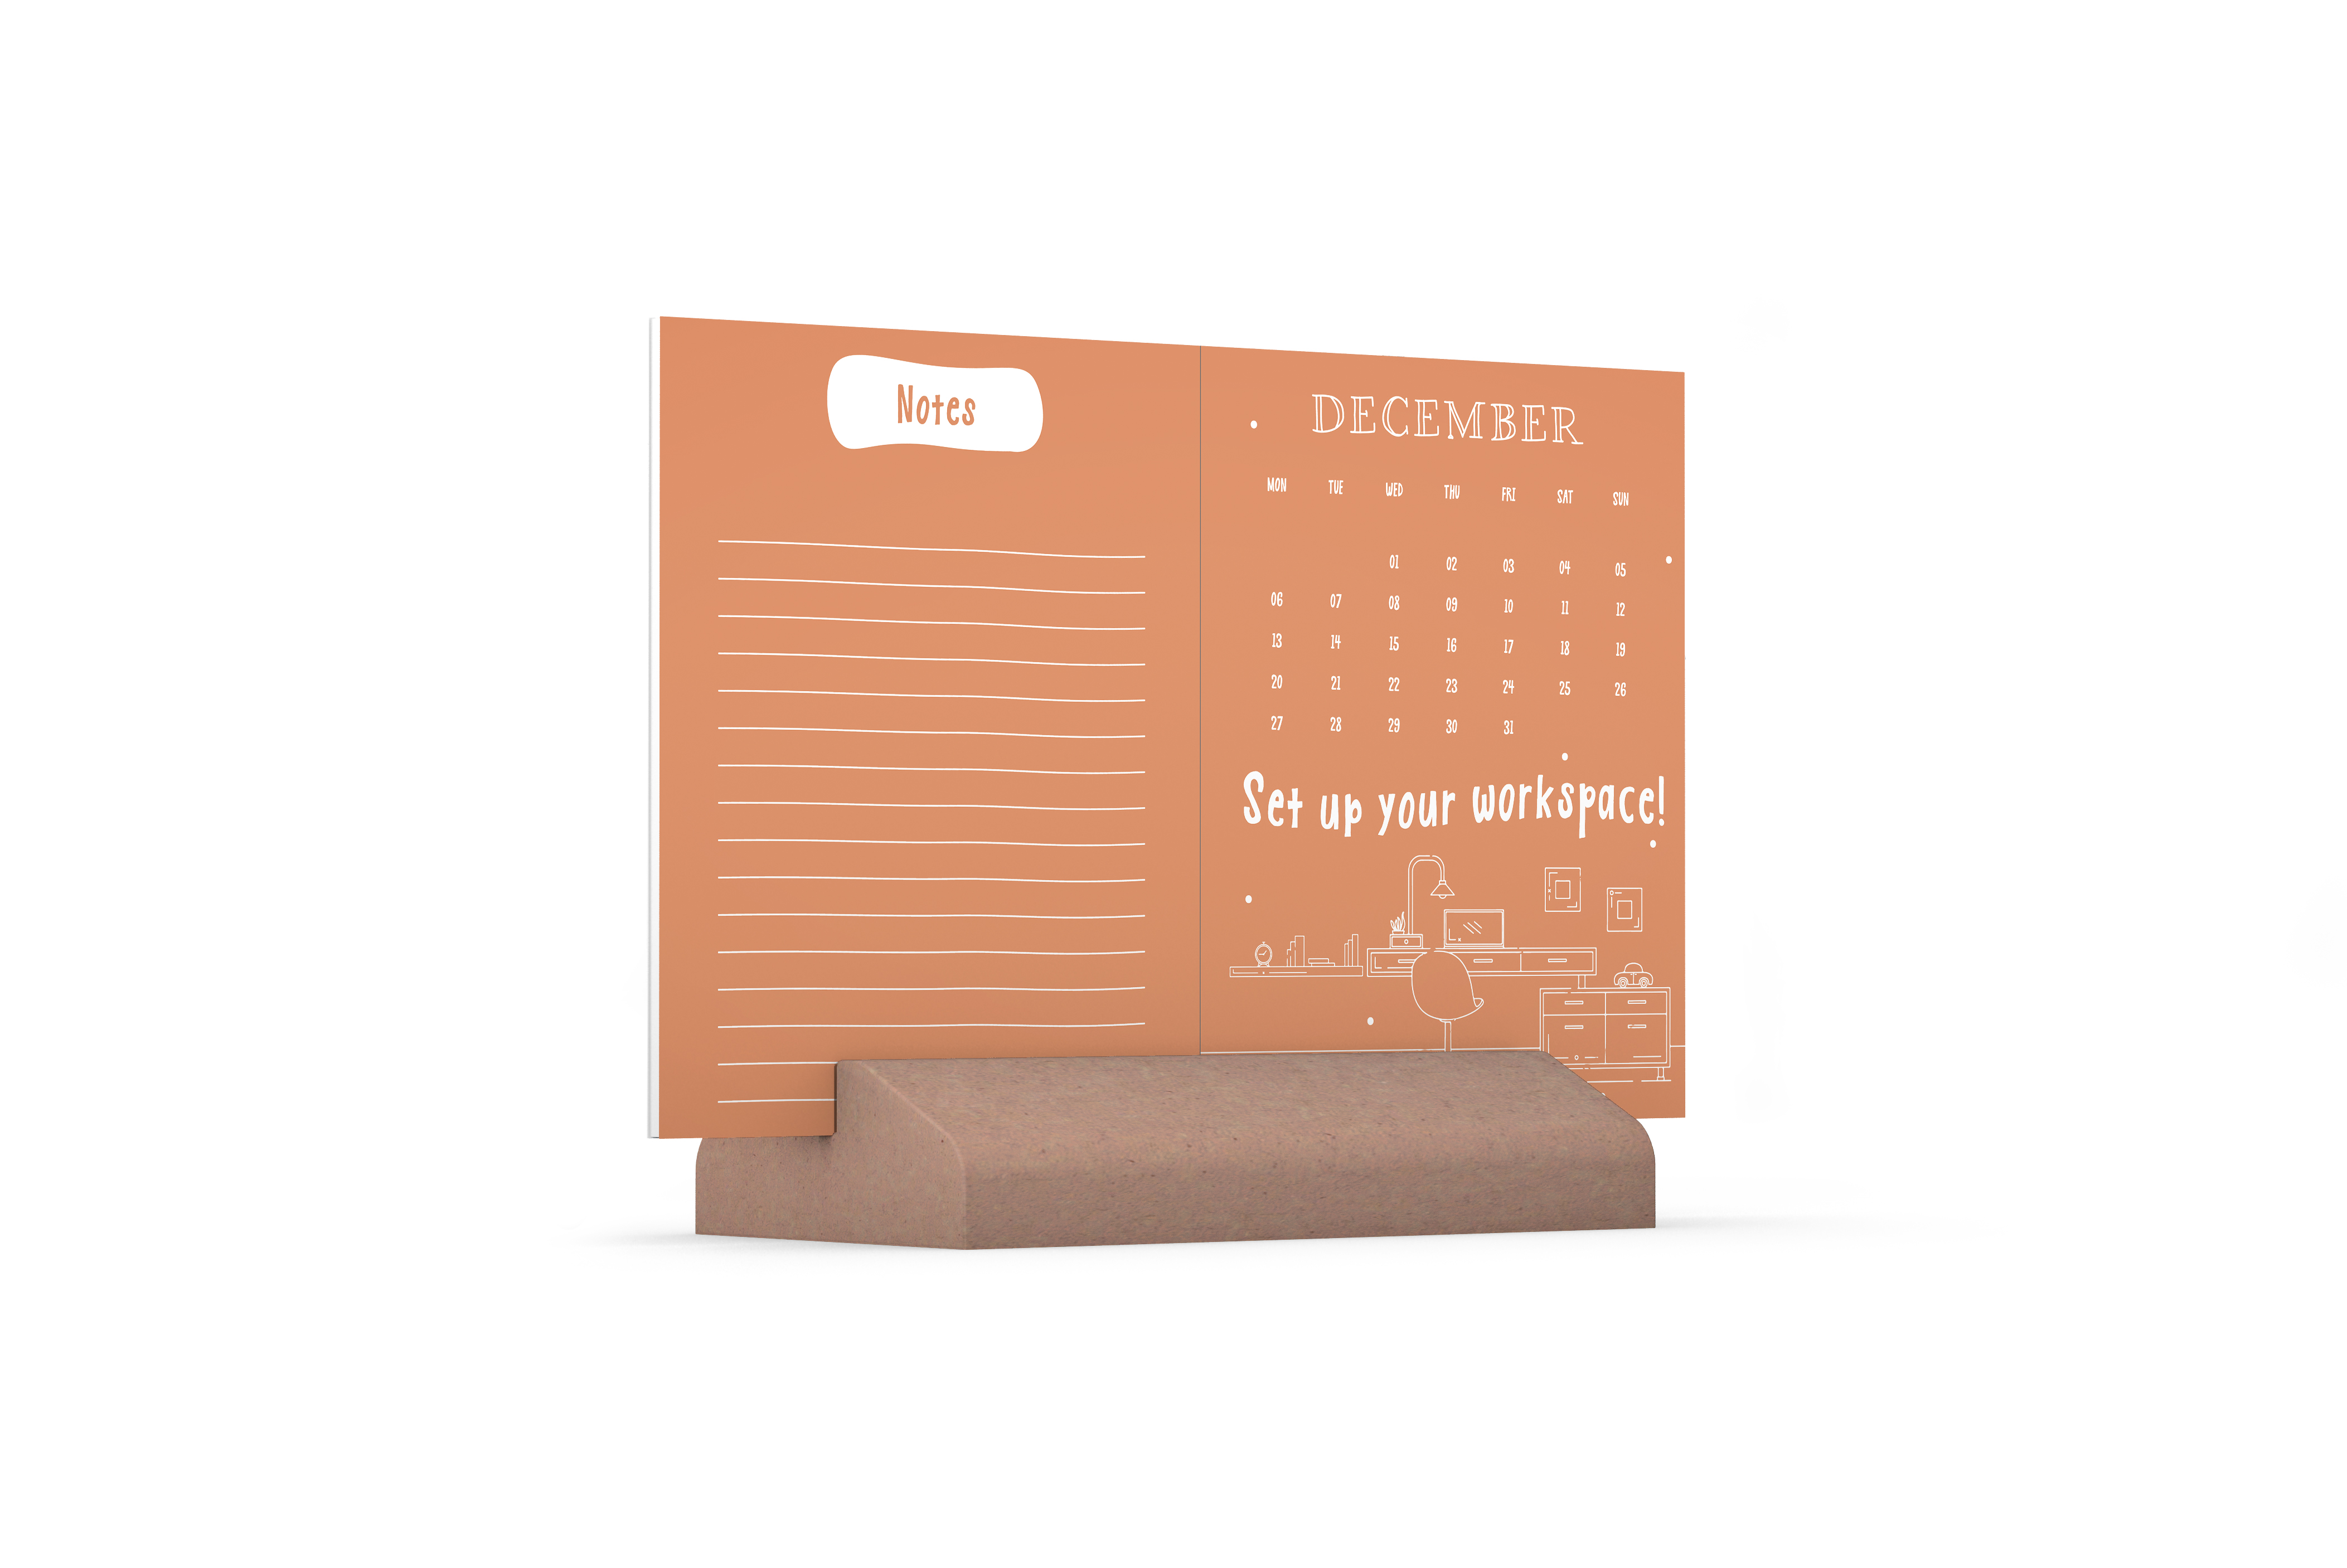 Notes
DECEMBER
MON TUE WED THU FRI SAT SUN
01 02 03 04 05
06 07 08 09 10 11 12
13 14 15 16 17 18 19
20 21 22 23 24 25 26
27 28 29 30 31
Set up your workspace!